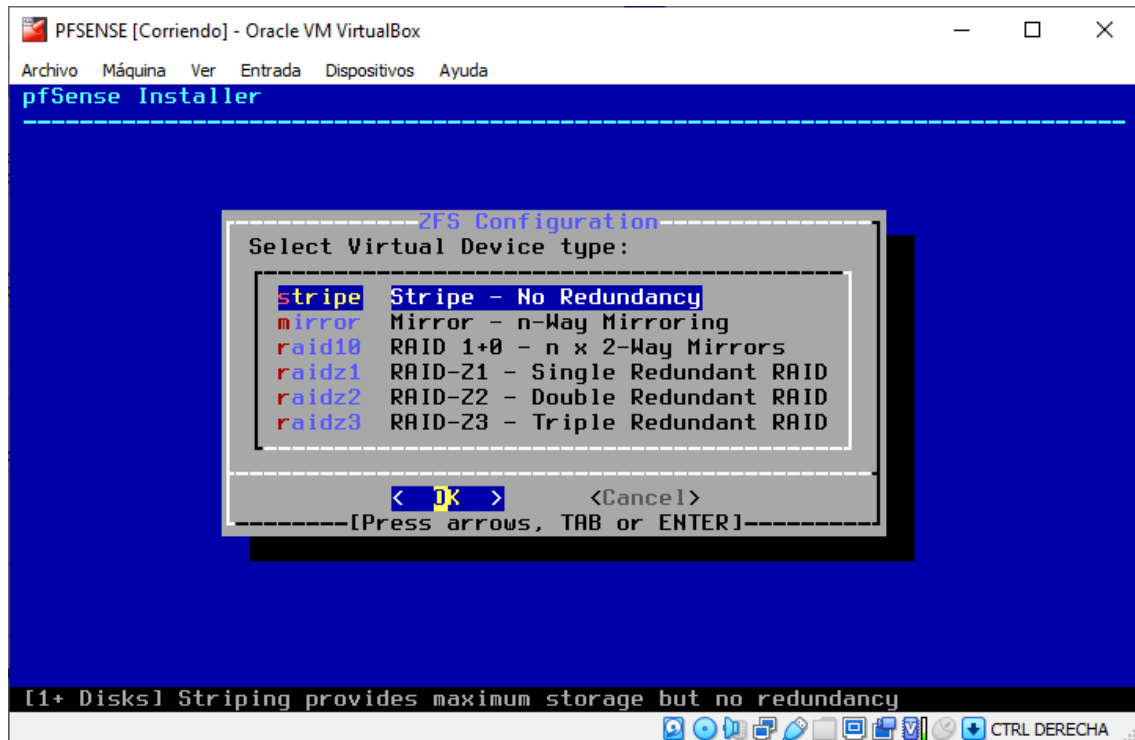 PFSENSE [Corriendo] - Oracle VM VirtualBox
Archivo Máquina Ver Entrada Dispositivos Ayuda
pfSense Installer
ZFS Configuration
Select Virtual Device type:
stripe Stripe - No Redundancy
mirror Mirror - n-Way Mirroring
raid10 RAID 1+0 - n x 2-Way Mirrors
raidz1 RAID-Z1 - Single Redundant RAID
raidz2 RAID-Z2 - Double Redundant RAID
raidz3 RAID-Z3 - Triple Redundant RAID
< OK > <Cancel>
[Press arrows, TAB or ENTER]
[1+ Disks] Striping provides maximum storage but no redundancy
CTRL DERECHA